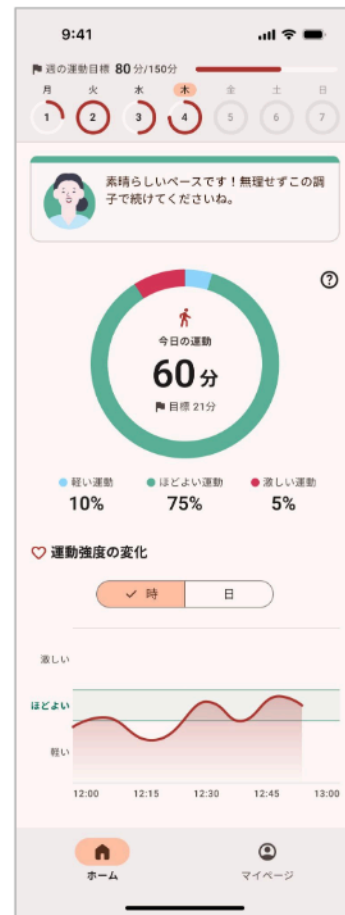 9:41
週の運動目標 80分/150分
月 火 水 木 金 土 日
1 2 3 4 5 6 7
素晴らしいペースです！無理せずこの調
子で続けてくださいね。
今日の運動
60分
目標 21分
軽い運動 ほどよい運動 激しい運動
10% 75% 5%
運動強度の変化
時 日
激しい
ほどよい
軽い
12:00 12:15 12:30 12:45 13:00
ホーム マイページ